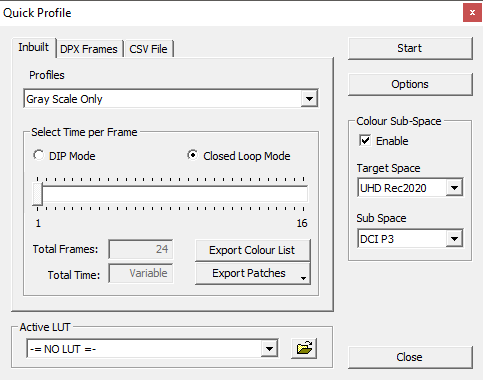 Quick Profile
Inbuilt DPX Frames CSV File
Profiles
Gray Scale Only
Select Time per Frame
DIP Mode Closed Loop Mode
1 16
Total Frames: 24 Export Colour List
Total Time: Variable Export Patches
Active LUT
-= NO LUT =-
Start
Options
Colour Sub-Space
Enable
Target Space
UHD Rec2020
Sub Space
DCI P3
Close